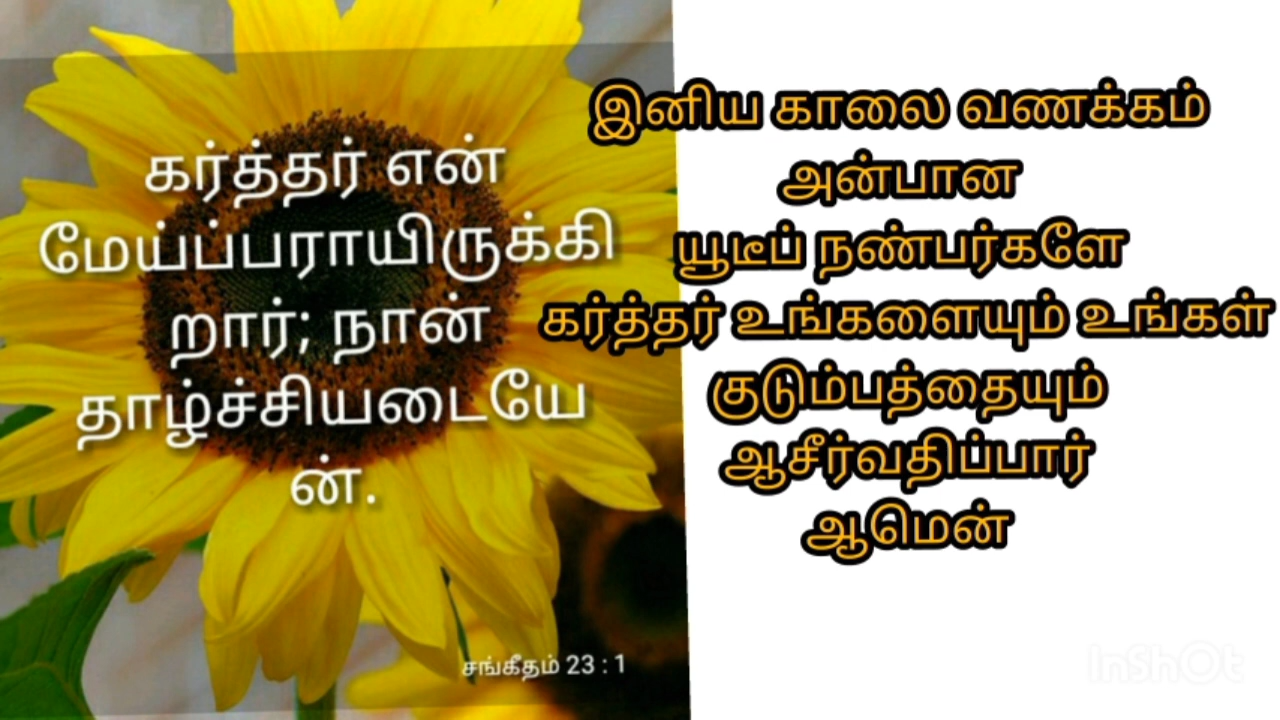 கர்த்தர் என்
மேய்ப்பராயிருக்கி
றார்; நான்
தாழ்ச்சியடையே
ன்.
சங்கீதம் 23 : 1
இனிய காலை வணக்கம்
அன்பான
யூடீப் நண்பர்களே
கர்த்தர் உங்களையும் உங்கள்
குடும்பத்தையும்
ஆசீர்வதிப்பார்
ஆமென்
InShOt